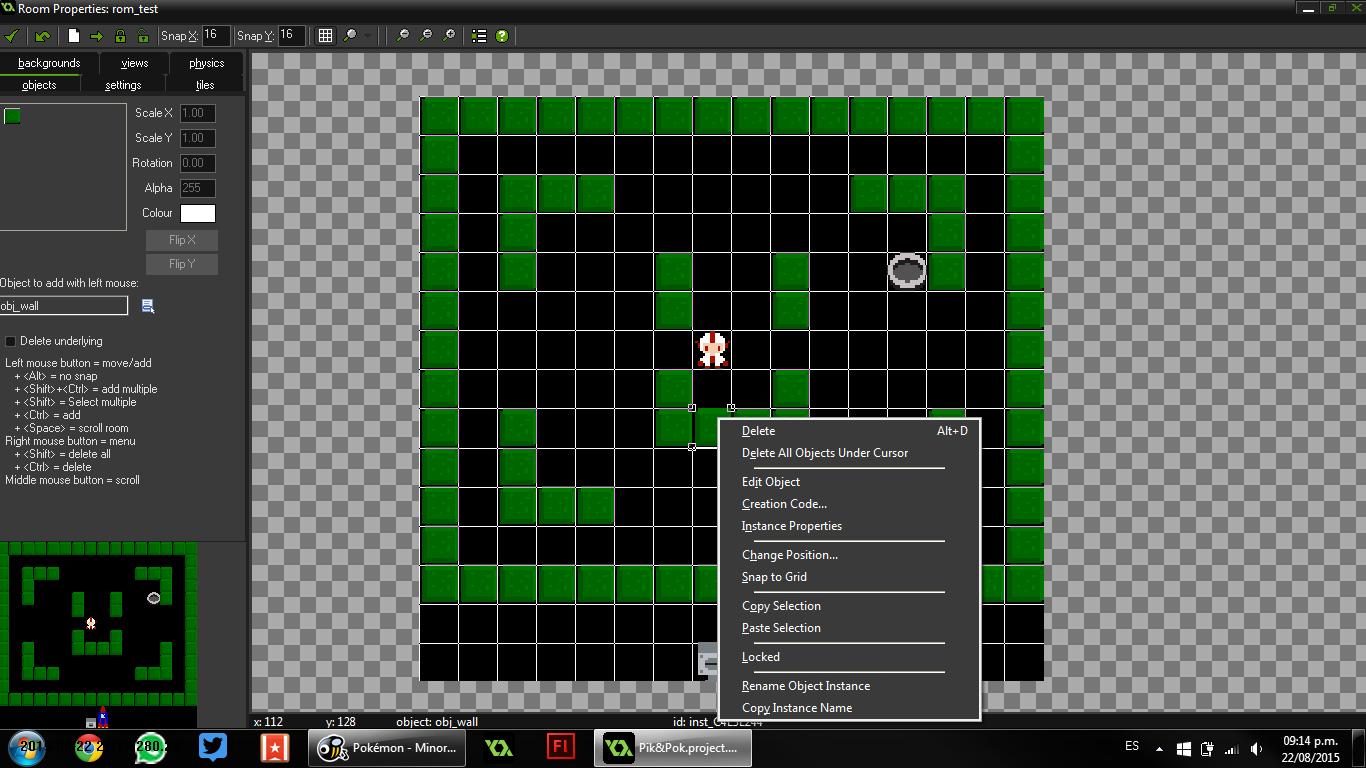 Room Properties: rom_test
Snap X: 16 Snap Y: 16
backgrounds views physics
objects settings tiles
Scale X 1.00
Scale Y 1.00
Rotation 0.00
Alpha 255
Colour
Flip X
Flip Y
Object to add with left mouse:
obj_wall
Delete underlying
Left mouse button = move/add
+ <Alt> = no snap
+ <Shift>+<Ctrl> = add multiple
+ <Shift> = Select multiple
+ <Ctrl> = add
+ <Space> = scroll room
Right mouse button = menu
+ <Shift> = delete all
+ <Ctrl> = delete
Middle mouse button = scroll
Delete Alt+D
Delete All Objects Under Cursor
Edit Object
Creation Code...
Instance Properties
Change Position...
Snap to Grid
Copy Selection
Paste Selection
Locked
Rename Object Instance
Copy Instance Name
x: 112 y: 128 object: obj_wall id:
Pokémon - Minor...
Fl
Pik&Pok.project....
ES
09:14 p.m.
22/08/2015